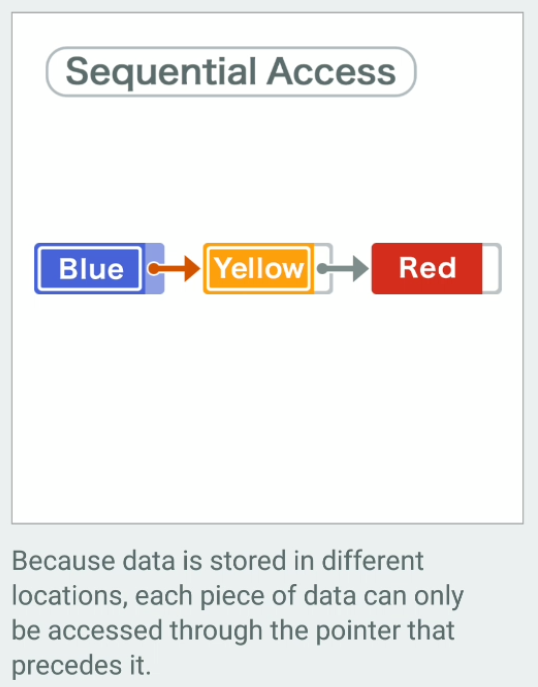 Sequential Access
Blue Yellow Red
Because data is stored in different
locations, each piece of data can only
be accessed through the pointer that
precedes it.